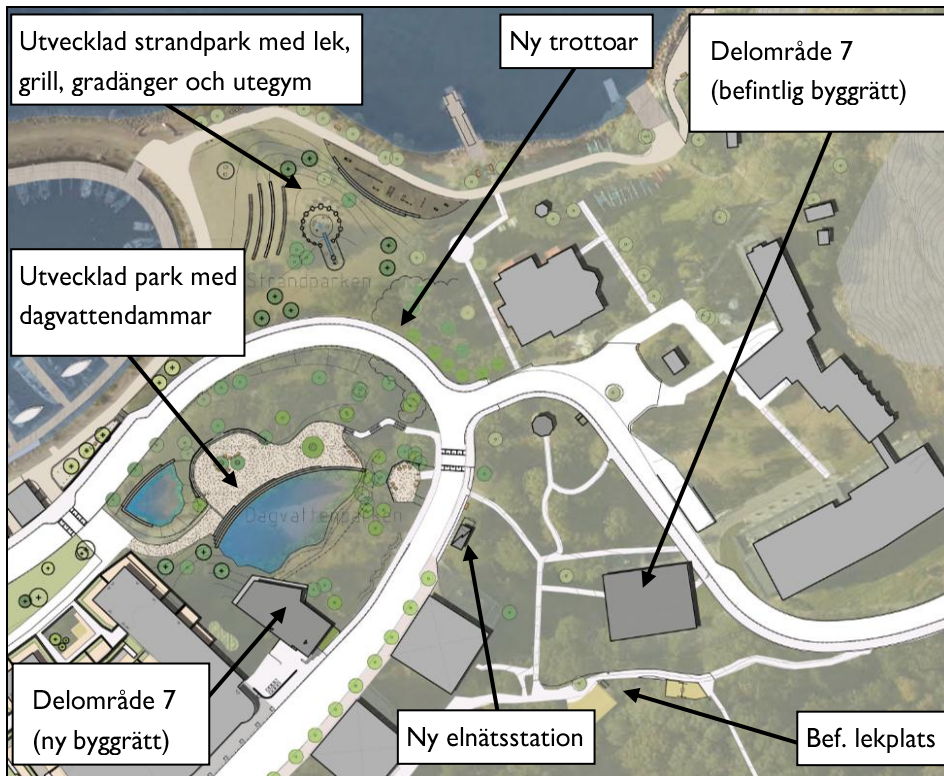 Utvecklad strandpark med lek,
grill, gradänger och utegym
Ny trottoar
Delområde 7
(befintlig byggrätt)
Utvecklad park med
dagvattendammar
Strandparken
Dagvattenparken
Delområde 7
(ny byggrätt)
Ny elnätsstation
Bef. lekplats